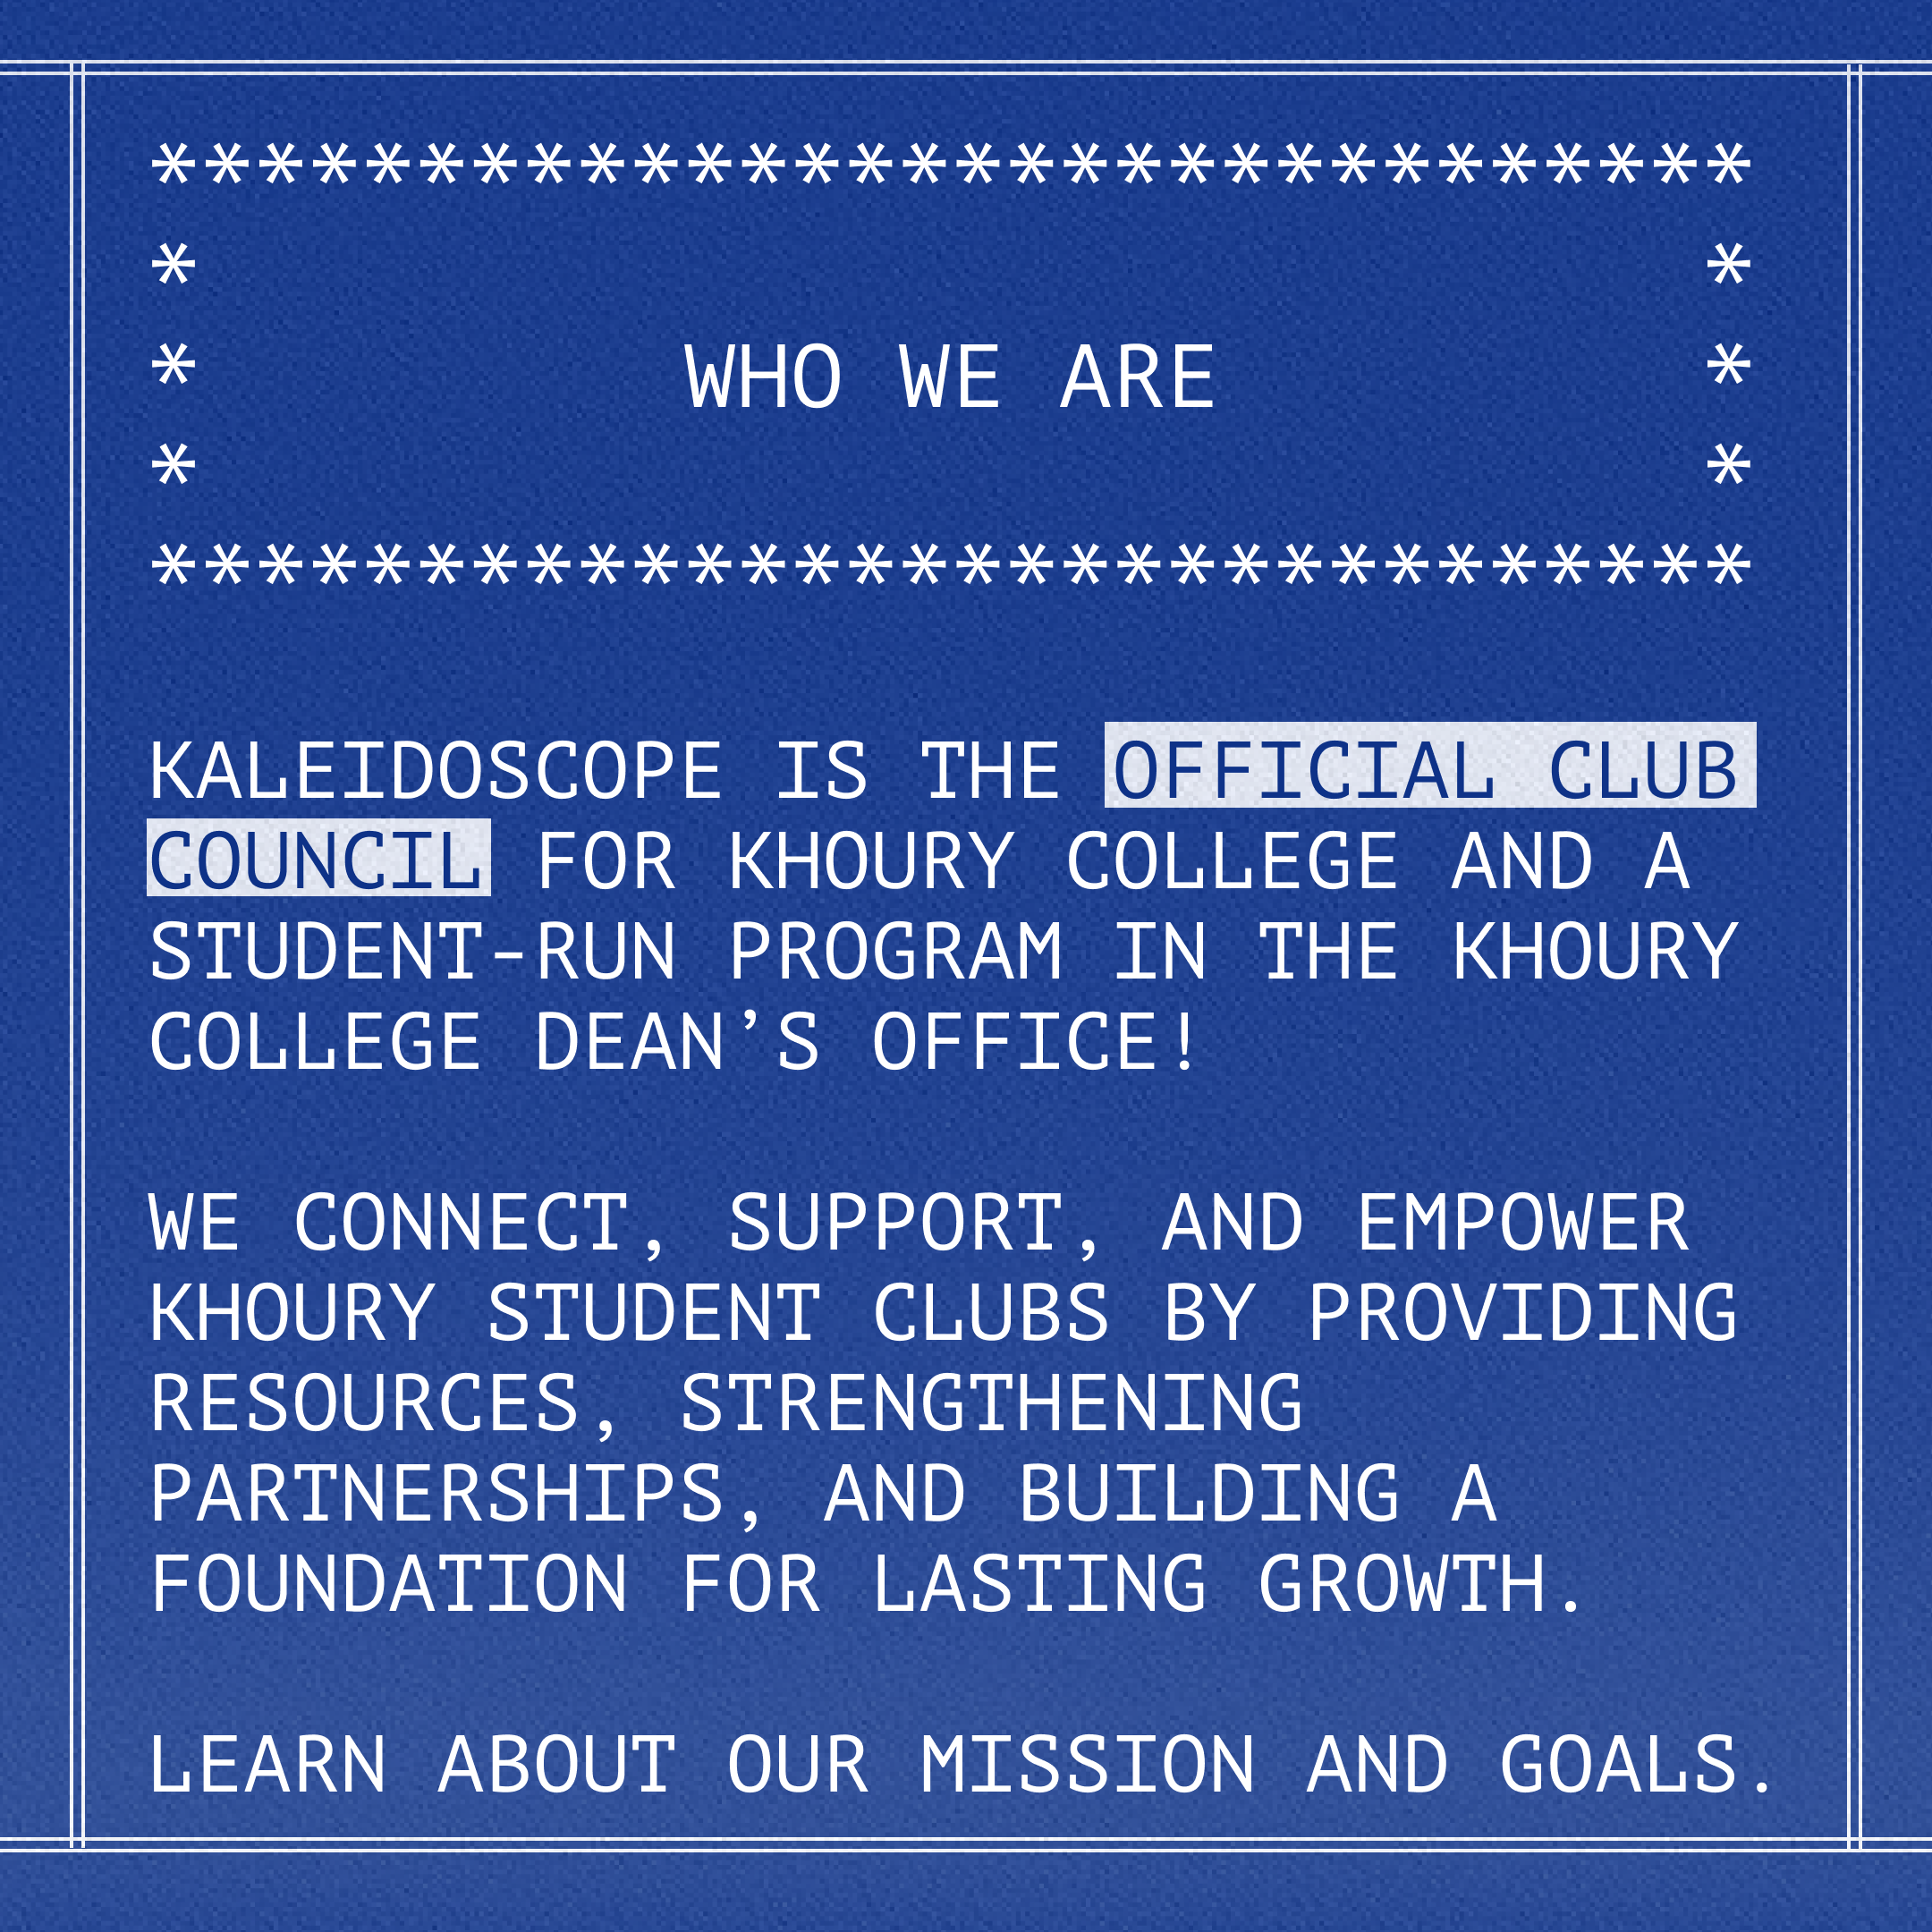 ******************************
*                            *
*         WHO WE ARE         *
*                            *
******************************
KALEIDOSCOPE IS THE OFFICIAL CLUB
COUNCIL FOR KHOURY COLLEGE AND A
STUDENT-RUN PROGRAM IN THE KHOURY
COLLEGE DEAN’S OFFICE!
WE CONNECT, SUPPORT, AND EMPOWER
KHOURY STUDENT CLUBS BY PROVIDING
RESOURCES, STRENGTHENING
PARTNERSHIPS, AND BUILDING A
FOUNDATION FOR LASTING GROWTH.
LEARN ABOUT OUR MISSION AND GOALS.